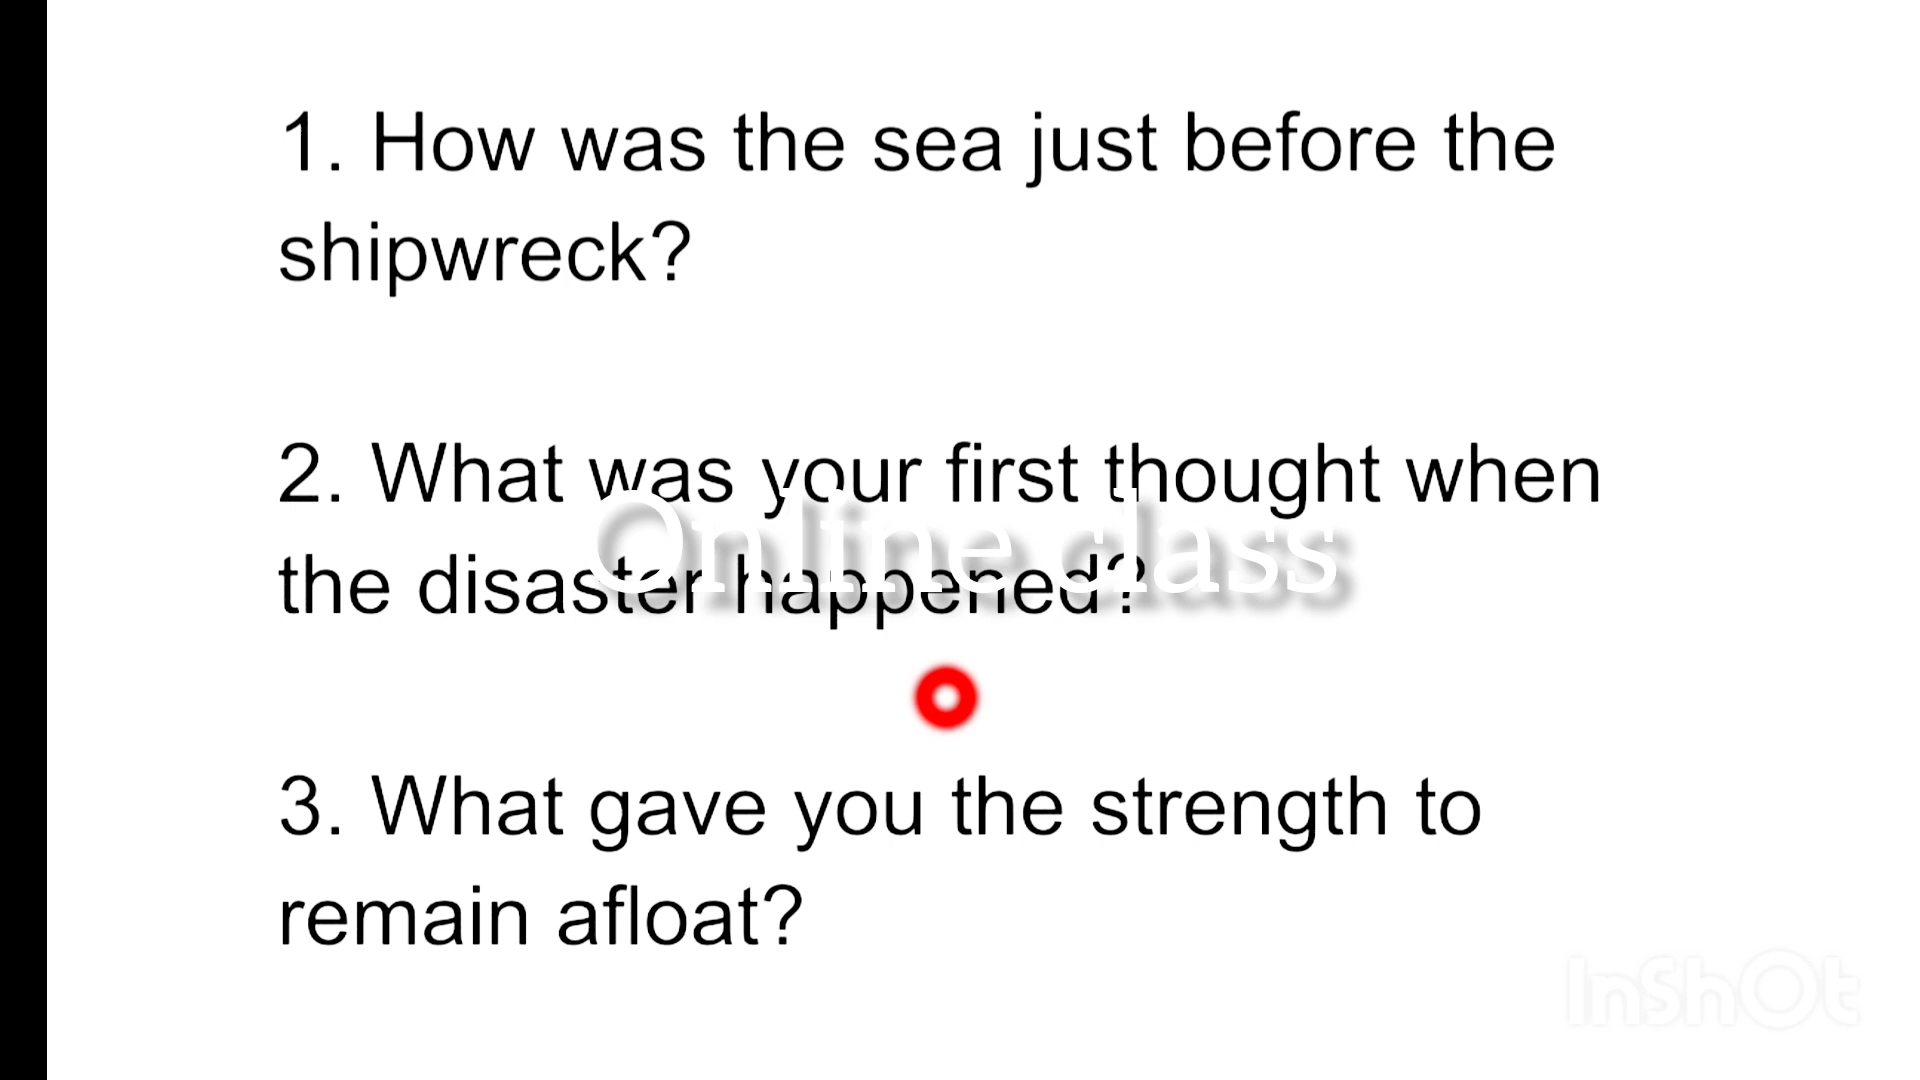 1. How was the sea just before the
shipwreck?
2. What was your first thought when
the disaster happened?
Online class
3. What gave you the strength to
remain afloat?
InShOt